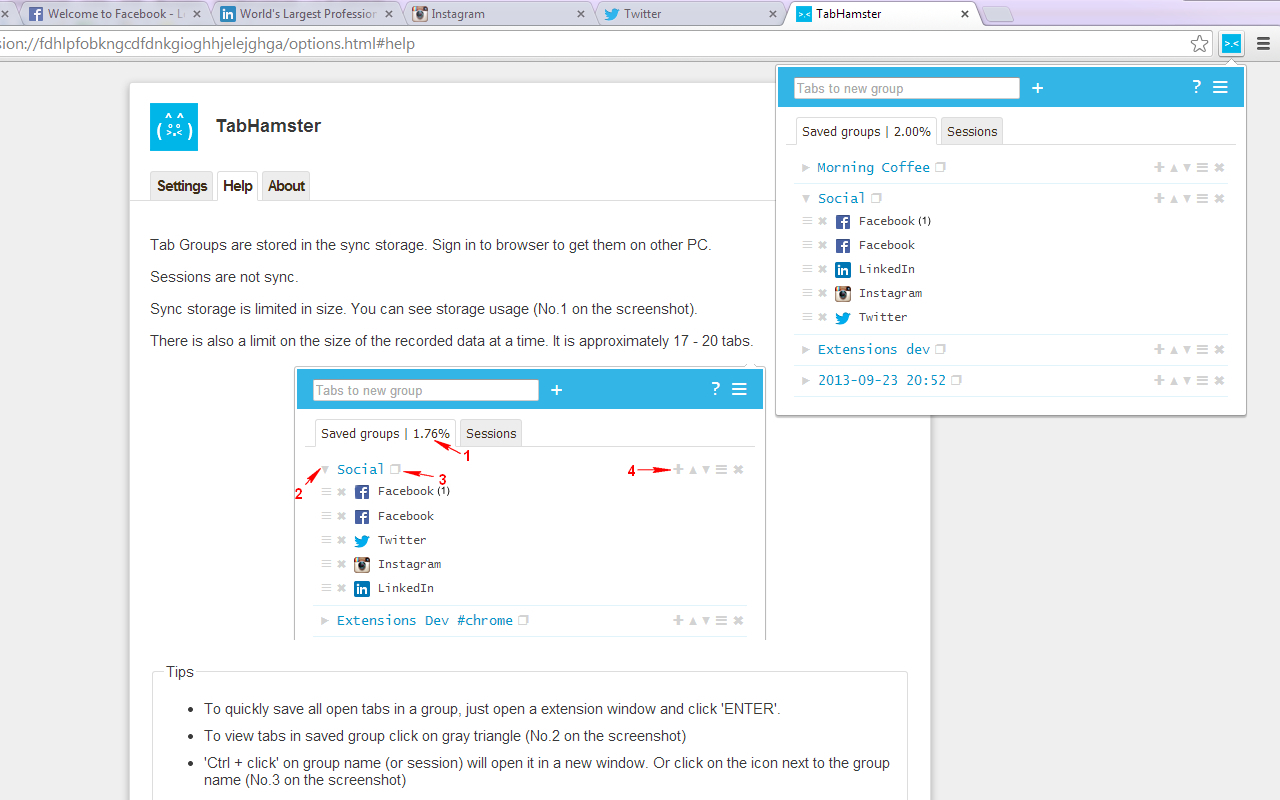 Welcome to Facebook - L
World's Largest Profession
Instagram
Twitter
TabHamster
sion://fdhlpfobkngcdfdnkgioghhjelejghga/options.html#help
TabHamster
Settings
Help
About
Tab Groups are stored in the sync storage. Sign in to browser to get them on other PC.
Sessions are not sync.
Sync storage is limited in size. You can see storage usage (No.1 on the screenshot).
There is also a limit on the size of the recorded data at a time. It is approximately 17 - 20 tabs.
Tabs to new group
+
?
Saved groups | 1.76%
Sessions
1
2
Social
3
4
Facebook (1)
Facebook
Twitter
Instagram
LinkedIn
Extensions Dev #chrome
Tips
• To quickly save all open tabs in a group, just open a extension window and click 'ENTER'.
• To view tabs in saved group click on gray triangle (No.2 on the screenshot)
• 'Ctrl + click' on group name (or session) will open it in a new window. Or click on the icon next to the group
name (No.3 on the screenshot)
Tabs to new group
+
?
Saved groups | 2.00%
Sessions
Morning Coffee
Social
Facebook (1)
Facebook
LinkedIn
Instagram
Twitter
Extensions dev
2013-09-23 20:52